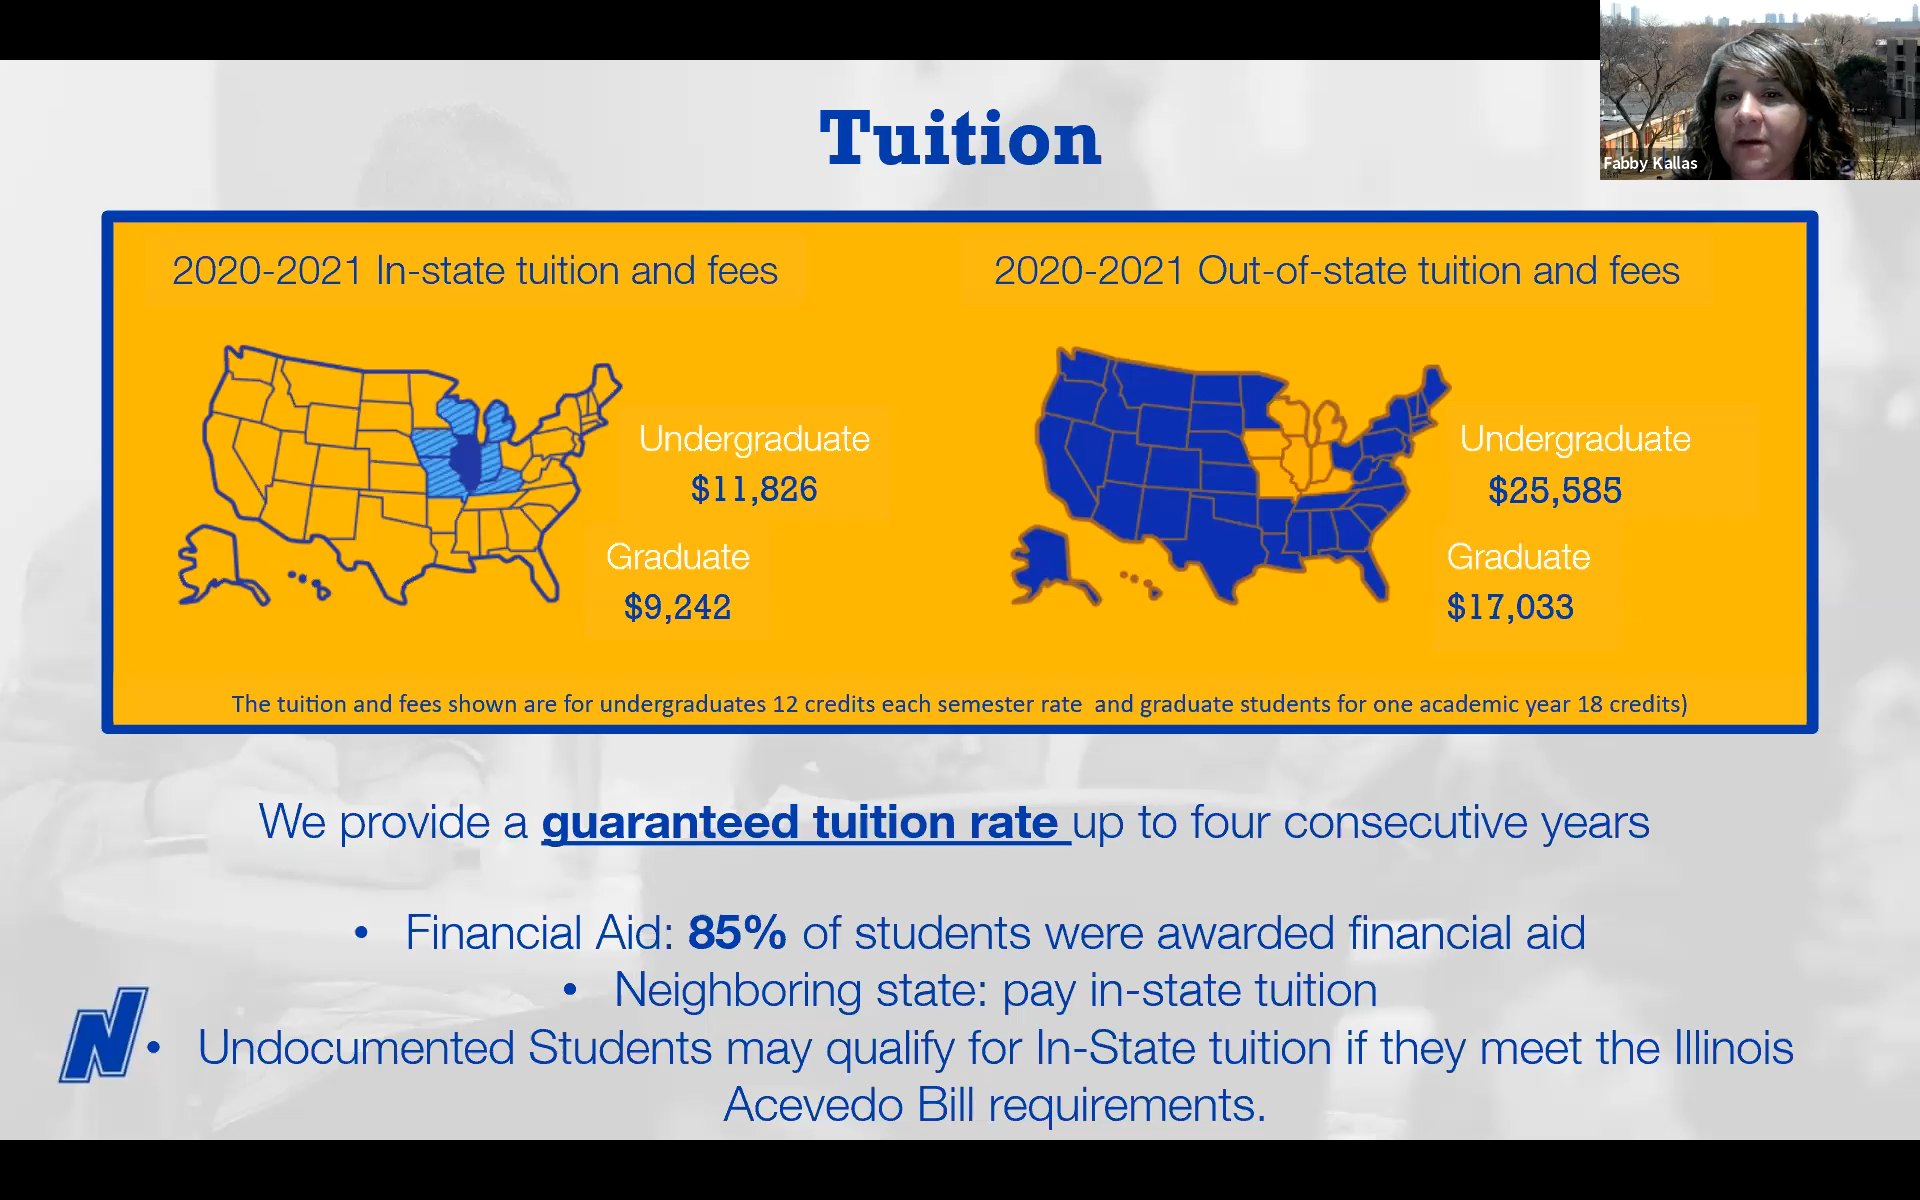 Tuition
Fabby Kallas
2020-2021 In-state tuition and fees
2020-2021 Out-of-state tuition and fees
Undergraduate
$11,826
Graduate
$9,242
Undergraduate
$25,585
Graduate
$17,033
The tuition and fees shown are for undergraduates 12 credits each semester rate and graduate students for one academic year 18 credits)
We provide a guaranteed tuition rate up to four consecutive years
• Financial Aid: 85% of students were awarded financial aid
• Neighboring state: pay in-state tuition
N
• Undocumented Students may qualify for In-State tuition if they meet the Illinois
Acevedo Bill requirements.